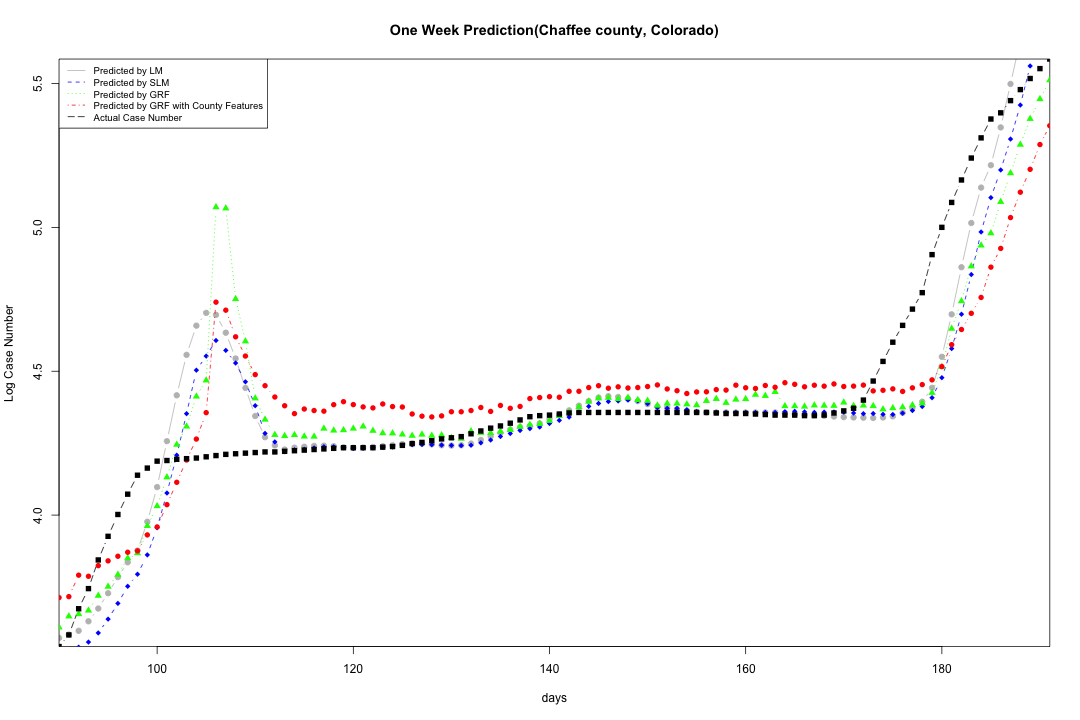 One Week Prediction(Chaffee county, Colorado)
Predicted by LM
Predicted by SLM
Predicted by GRF
Predicted by GRF with County Features
Actual Case Number
5.5
5.0
4.5
4.0
Log Case Number
100 120 140 160 180
days